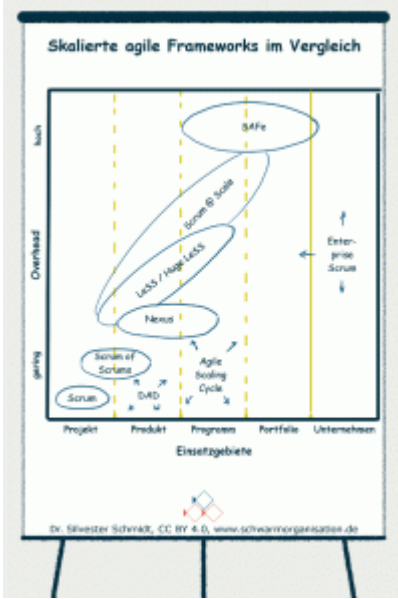 Skalierte agile Frameworks im Vergleich
hoch
SAFe
Scrum @ Scale
Overhead
Enter-
prise
Scrum
LeSS / Huge LeSS
Nexus
gering
Scrum of
Scrums
Agile
Scaling
Cycle
DAD
Scrum
Projekt
Produkt
Programm
Portfolio
Unternehmen
Einsatzgebiete
Dr. Silvester Schmidt, CC BY 4.0, www.schwarmorganisation.de